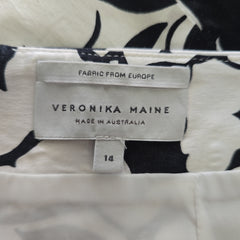 FABRIC FROM EUROPE
VERONIKA MAINE
MADE IN AUSTRALIA
14